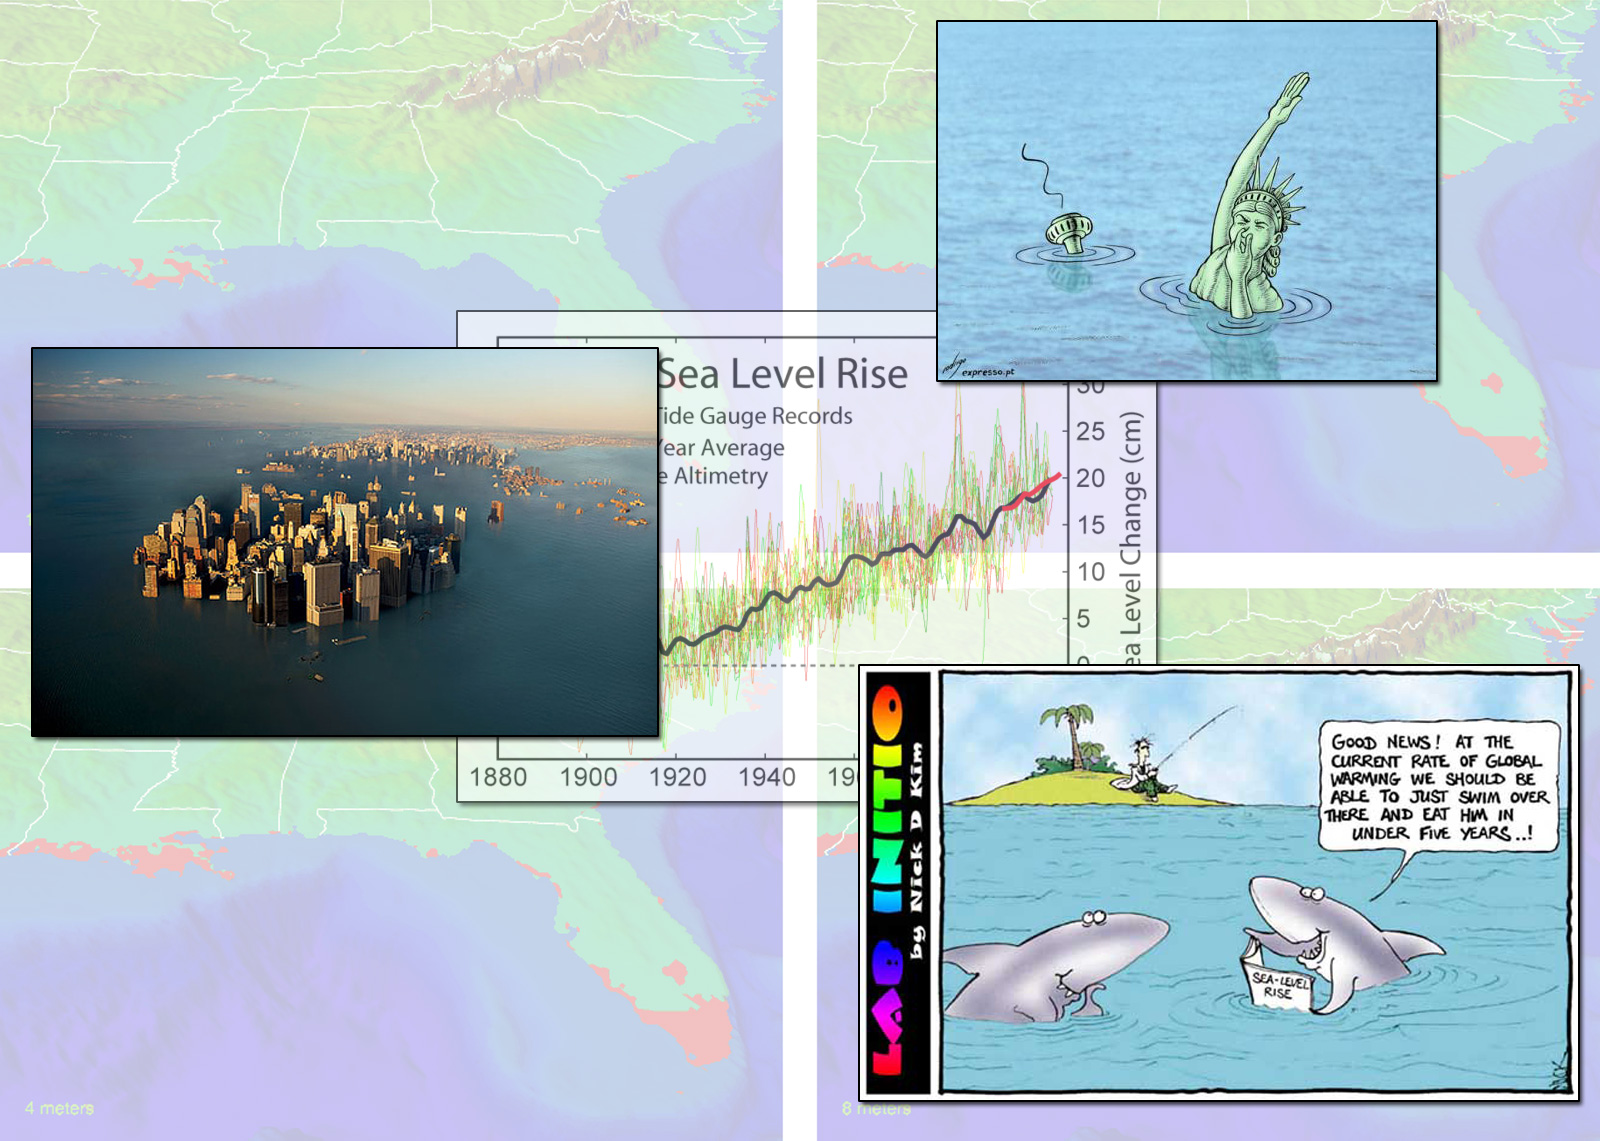 expresso.pt
Sea Level Rise
Tide Gauge Records
Year Average
Altimetry
30
25
20
15
10
5
0
Level Change (cm)
1880
1900
1920
1940
LAB INITIO
by Nick D Kim
GOOD NEWS! AT THE
CURRENT RATE OF GLOBAL
WARMING WE SHOULD BE
ABLE TO JUST SWIM OVER
THERE AND EAT HIM IN
UNDER FIVE YEARS..!
SEA-LEVEL
RISE
4 meters
8 meters